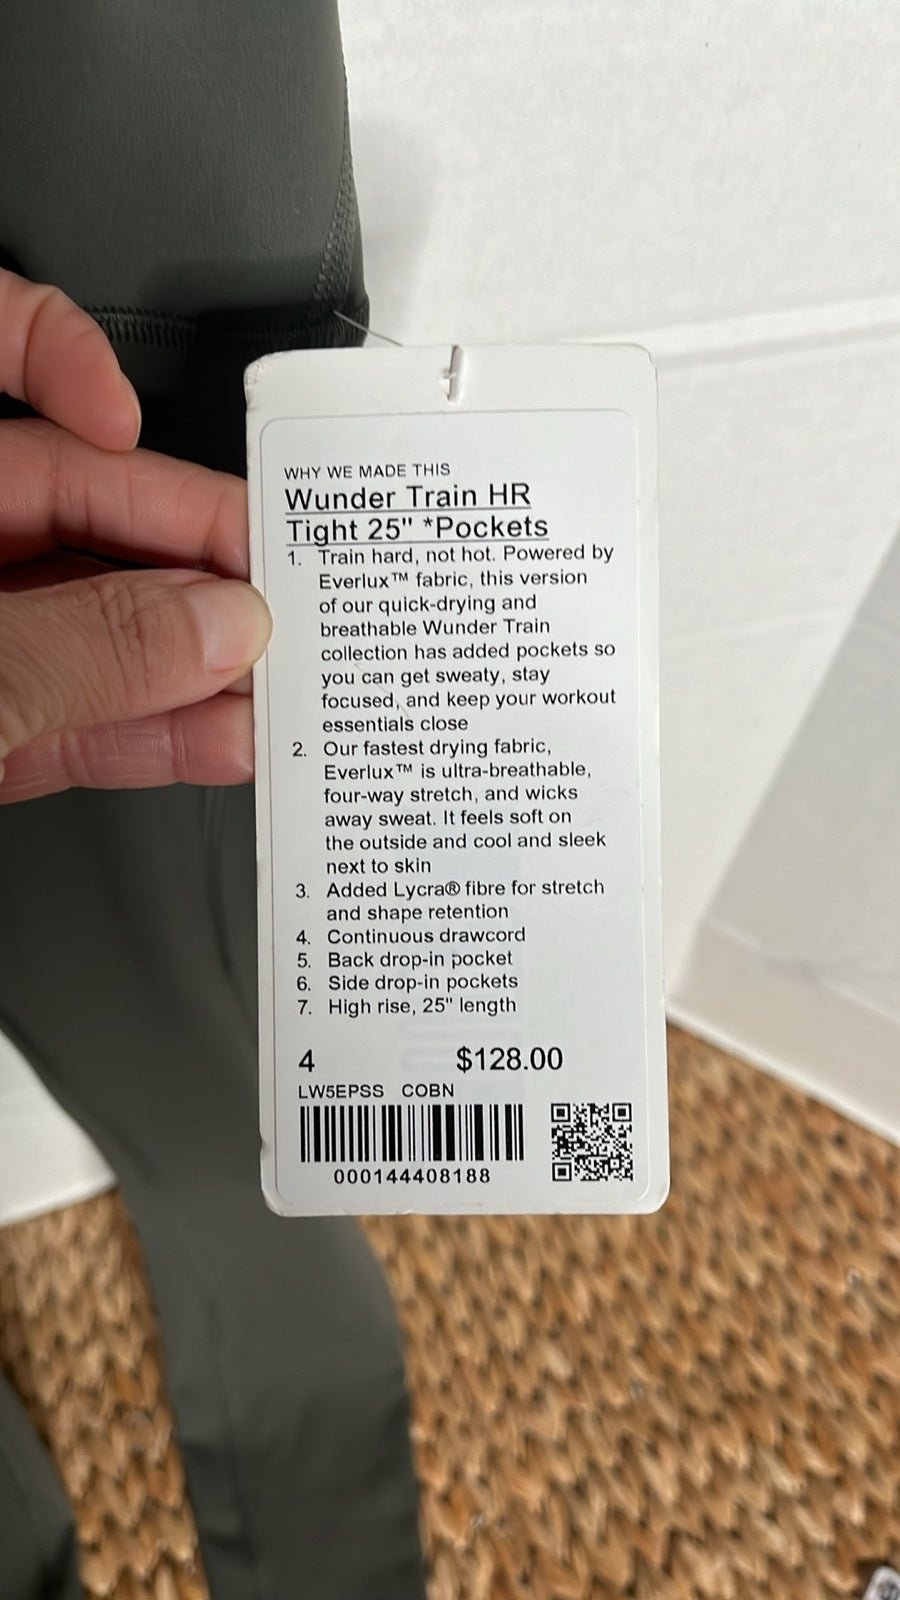 WHY WE MADE THIS
Wunder Train HR
Tight 25" *Pockets
1. Train hard, not hot. Powered by
Everlux™ fabric, this version
of our quick-drying and
breathable Wunder Train
collection has added pockets so
you can get sweaty, stay
focused, and keep your workout
essentials close
2. Our fastest drying fabric,
Everlux™ is ultra-breathable,
four-way stretch, and wicks
away sweat. It feels soft on
the outside and cool and sleek
next to skin
3. Added Lycra® fibre for stretch
and shape retention
4. Continuous drawcord
5. Back drop-in pocket
6. Side drop-in pockets
7. High rise, 25" length
4 $128.00
LW5EPSS COBN
000144408188